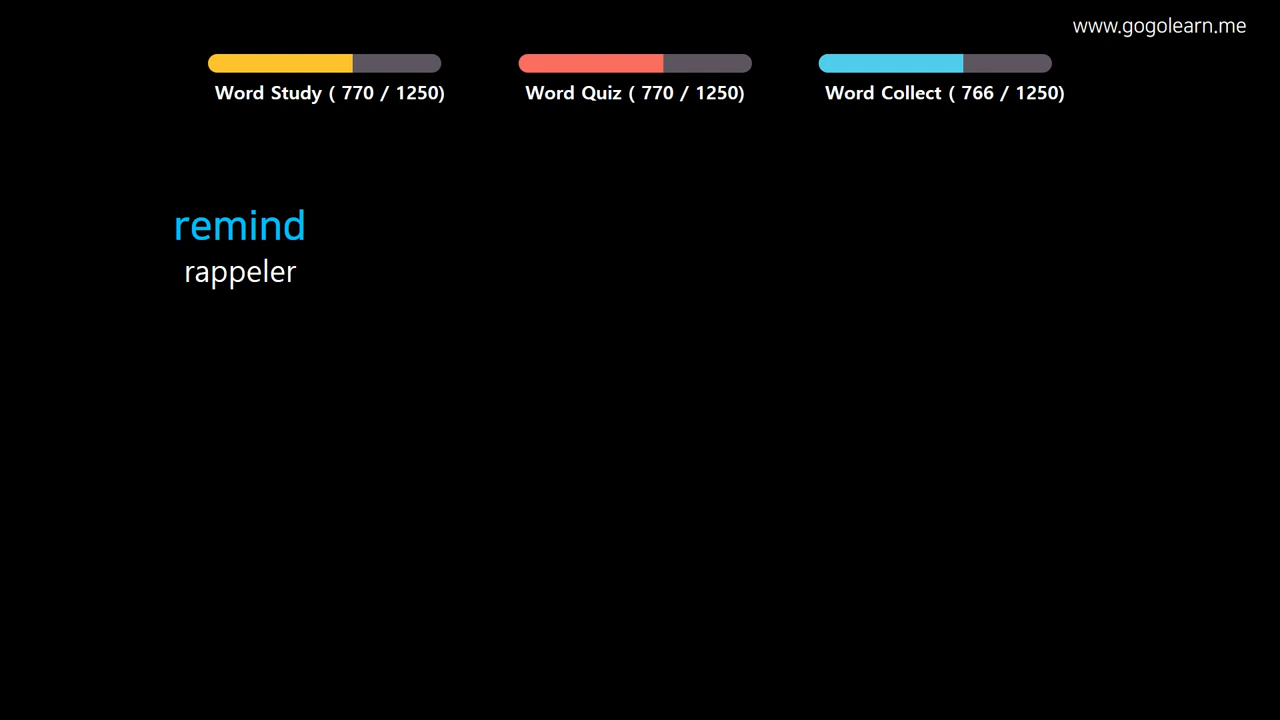 www.gogolearn.me
Word Study ( 770 / 1250)
Word Quiz ( 770 / 1250)
Word Collect ( 766 / 1250)
remind
rappeler